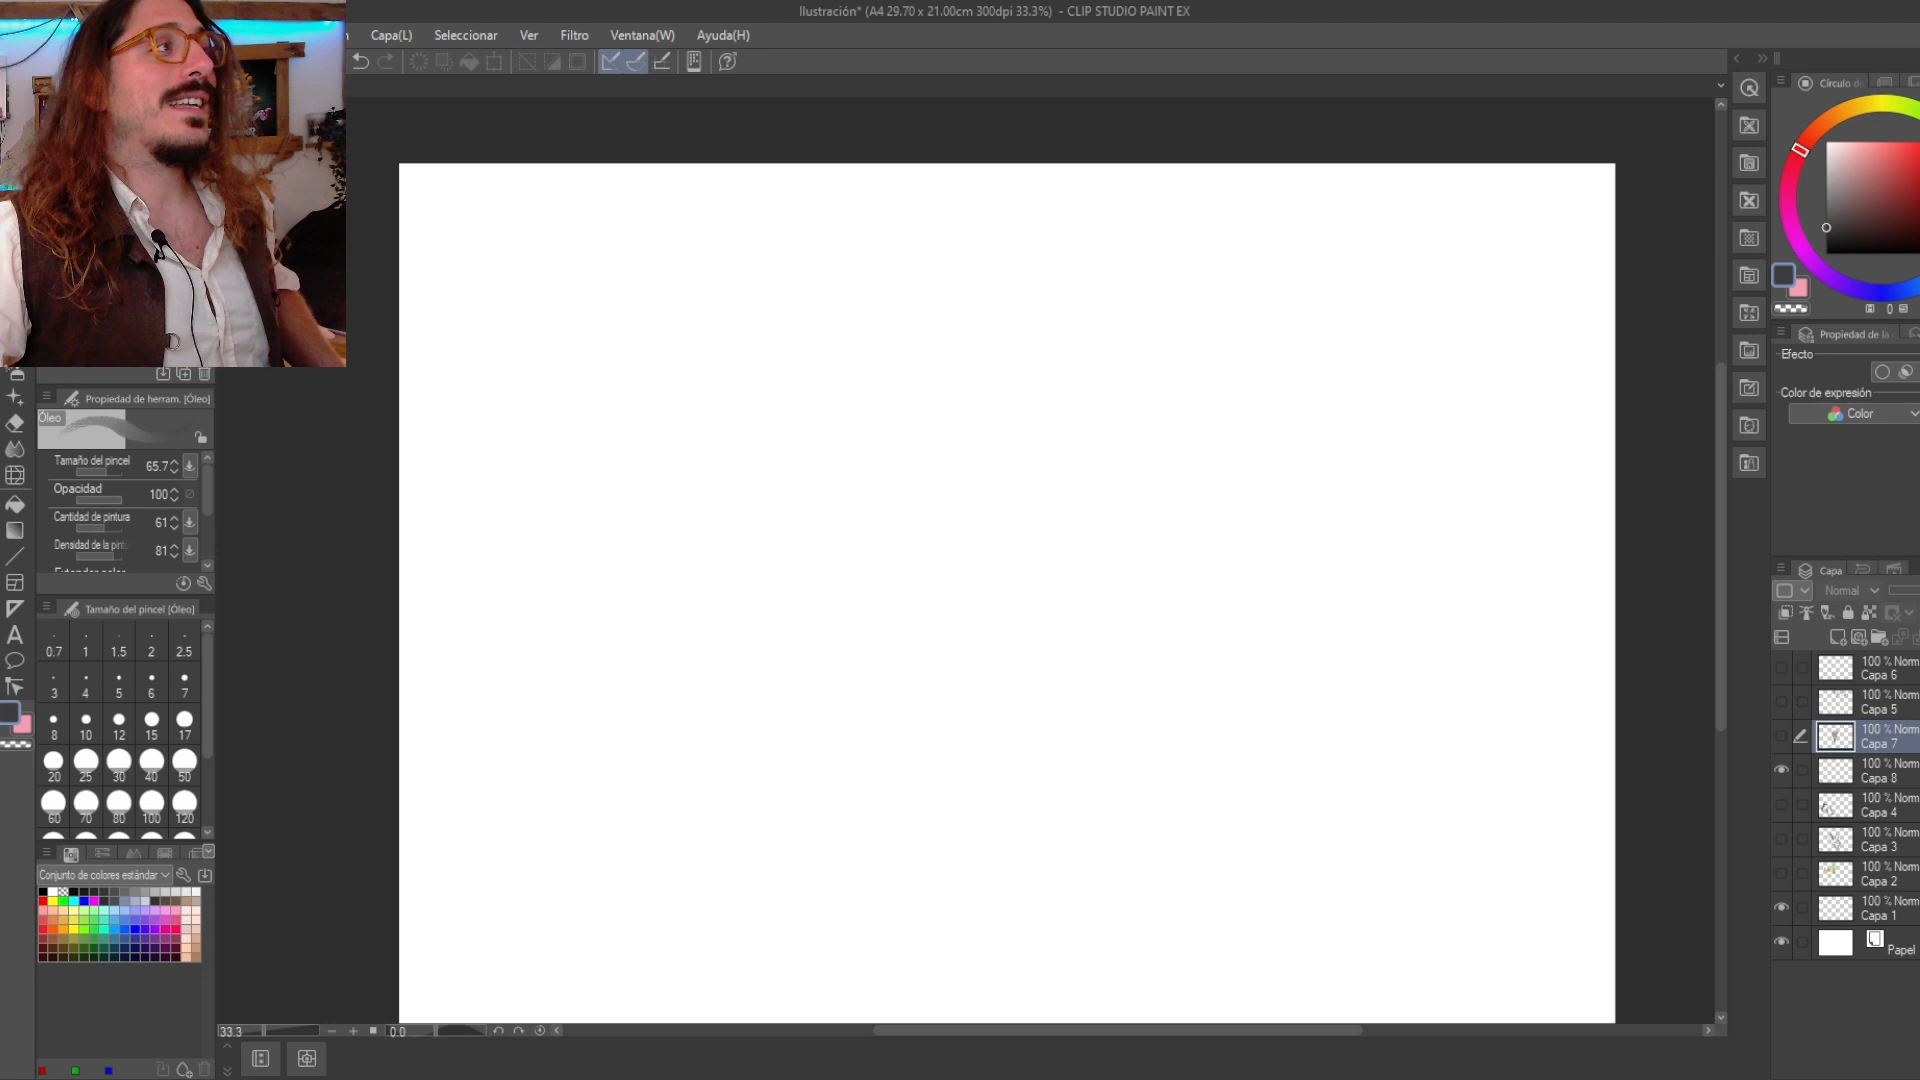 Ilustración* (A4 29.70 x 21.00cm 300dpi 33.3%) - CLIP STUDIO PAINT EX
Capa(L) Seleccionar Ver Filtro Ventana(W) Ayuda(H)
Círculo
Propiedad de la
Efecto
Color de expresión
Color
Propiedad de herram. [Óleo]
Óleo
Tamaño del pincel 65.7
Opacidad 100
Cantidad de pintura 61
Densidad de la 81
Tamaño del pincel [Óleo]
0.7 1 1.5 2 2.5
3 4 5 6 7
8 10 12 15 17
20 25 30 40 50
60 70 80 100 120
Conjunto de colores estándar
33.3 0.0
0
Capa
Normal
100 % Norm
Capa 6
100 % Norm
Capa 5
100 % Norm
Capa 7
100 % Norm
Capa 8
100 % Norm
Capa 4
100 % Norm
Capa 3
100 % Norm
Capa 2
100 % Norm
Capa 1
Papel